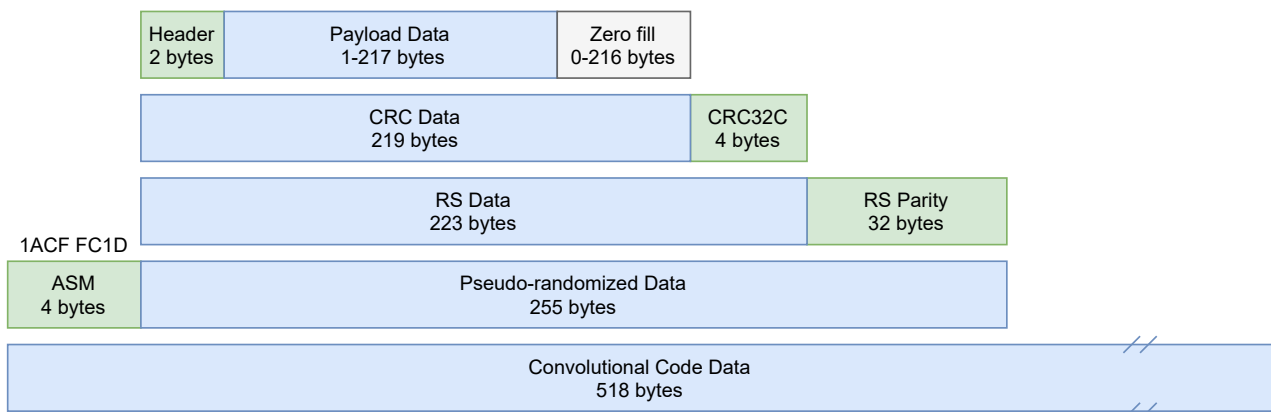 Header
2 bytes
Payload Data
1-217 bytes
Zero fill
0-216 bytes
CRC Data
219 bytes
CRC32C
4 bytes
RS Data
223 bytes
RS Parity
32 bytes
1ACF FC1D
ASM
4 bytes
Pseudo-randomized Data
255 bytes
Convolutional Code Data
518 bytes